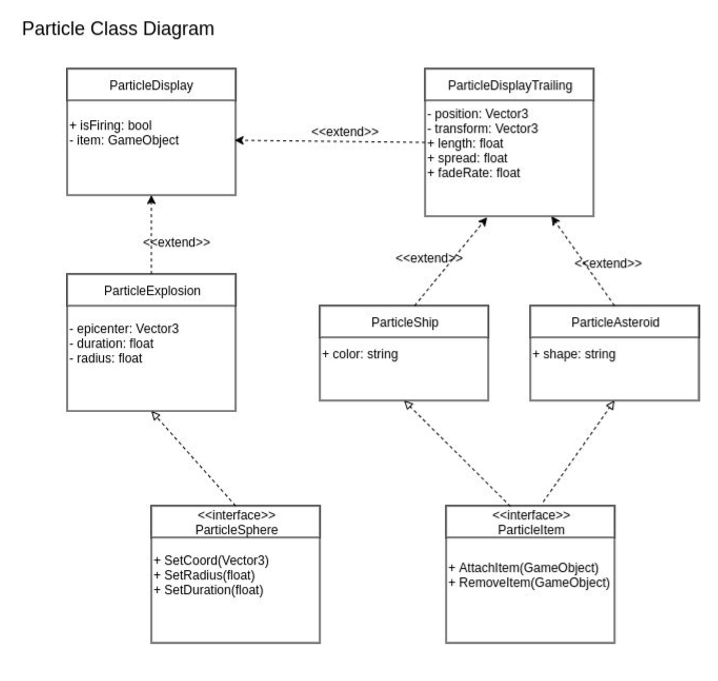 Particle Class Diagram
ParticleDisplay
+ isFiring: bool
- item: GameObject
<<extend>>
ParticleDisplayTrailing
- position: Vector3
- transform: Vector3
+ length: float
+ spread: float
+ fadeRate: float
<<extend>>
<<extend>>
<<extend>>
ParticleExplosion
- epicenter: Vector3
- duration: float
- radius: float
ParticleShip
+ color: string
ParticleAsteroid
+ shape: string
<<interface>>
ParticleSphere
+ SetCoord(Vector3)
+ SetRadius(float)
+ SetDuration(float)
<<interface>>
ParticleItem
+ AttachItem(GameObject)
+ RemoveItem(GameObject)